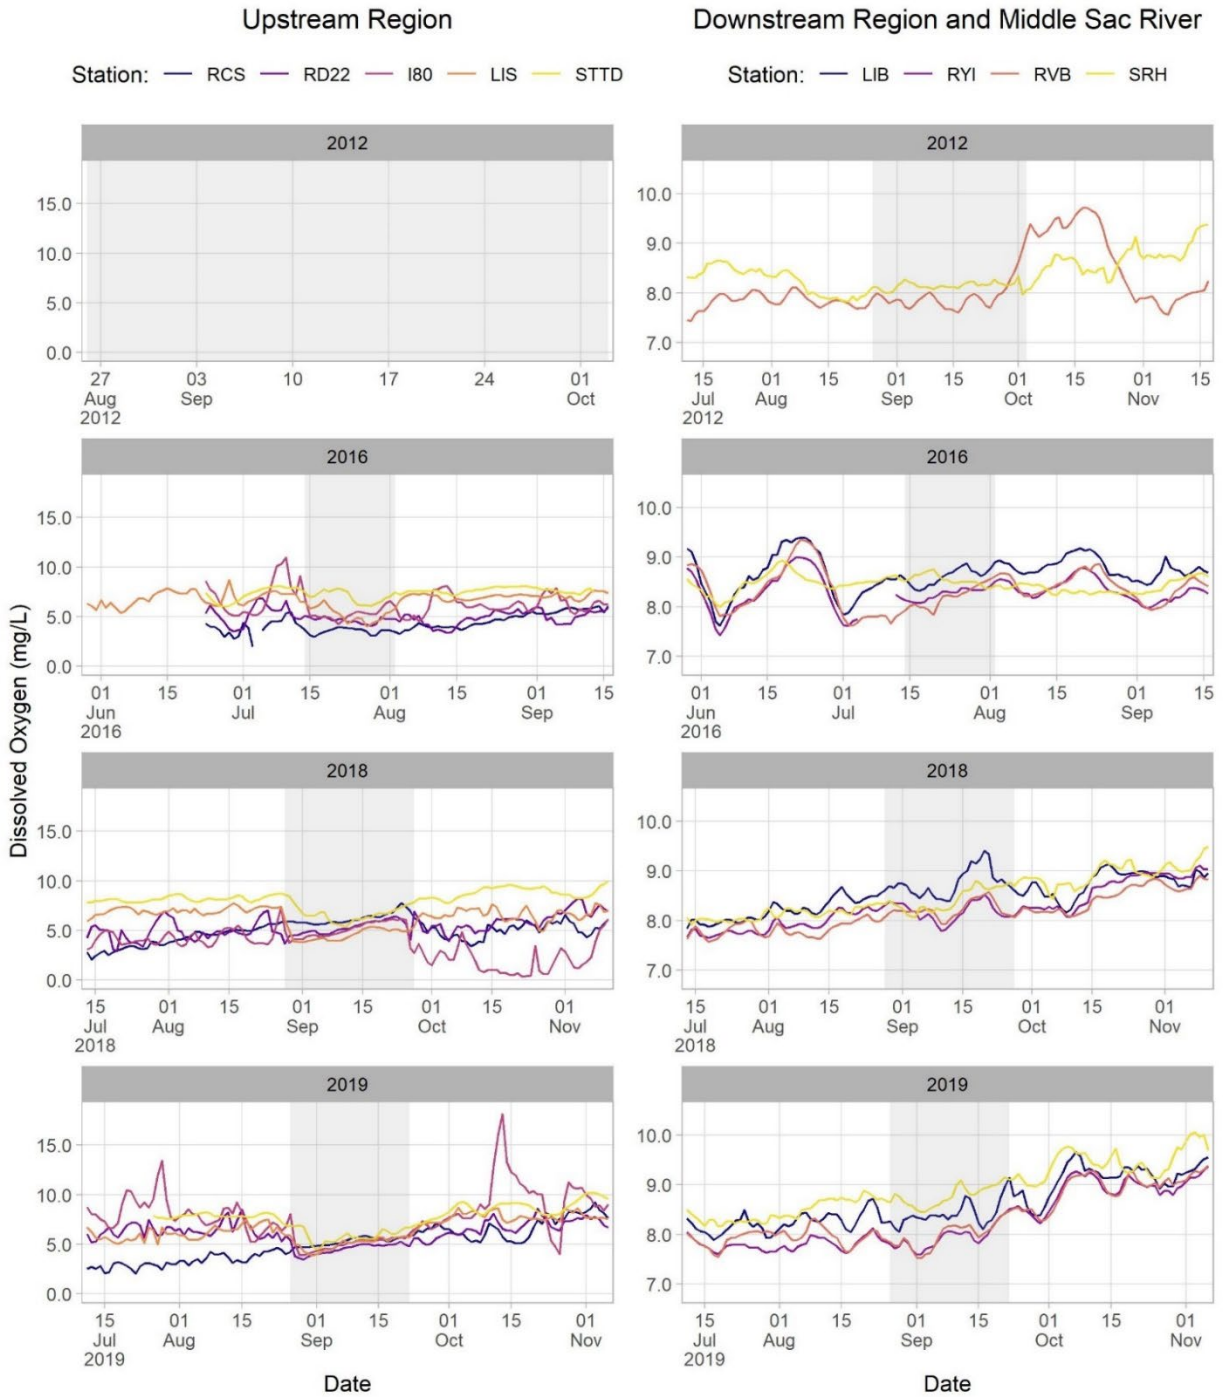 Upstream Region
Downstream Region and Middle Sac River
Station: RCS RD22 I80 LIS STTD
Station: LIB RYI RVB SRH
Dissolved Oxygen (mg/L)
2012
15.0
10.0
5.0
0.0
27 03 10 17 24 01
Aug Sep Oct
2012
2012
10.0
9.0
8.0
7.0
15 01 15 01 15 01 15 01 15
Jul Aug Sep Oct Nov
2012
2016
15.0
10.0
5.0
0.0
01 15 01 15 01 15 01 15
Jun Jul Aug Sep
2016
2016
10.0
9.0
8.0
7.0
01 15 01 15 01 15 01 15
Jun Jul Aug Sep
2016
2018
15.0
10.0
5.0
0.0
15 01 15 01 15 01 15 01
Jul Aug Sep Oct Nov
2018
2018
10.0
9.0
8.0
7.0
15 01 15 01 15 01 15 01
Jul Aug Sep Oct Nov
2018
2019
15.0
10.0
5.0
0.0
15 01 15 01 15 01 15 01
Jul Aug Sep Oct Nov
2019
Date
2019
10.0
9.0
8.0
7.0
15 01 15 01 15 01 15 01
Jul Aug Sep Oct Nov
2019
Date